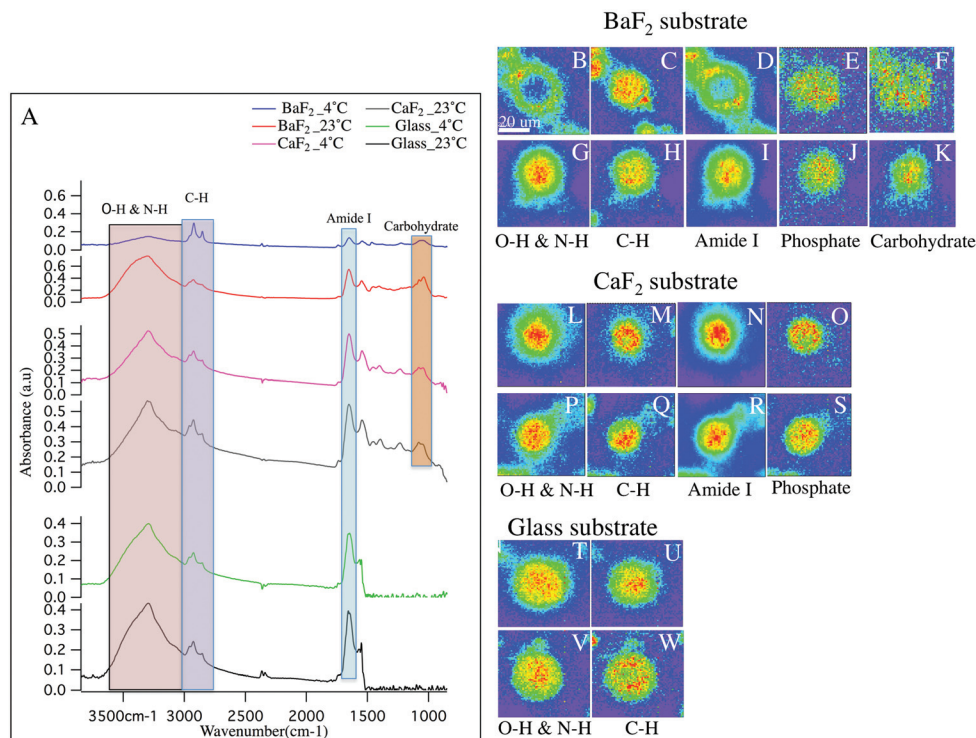 A
BaF₂_4°C
BaF₂_23°C
CaF₂_4°C
CaF₂_23°C
Glass_4°C
Glass_23°C
O-H & N-H
C-H
Amide I
Carbohydrate
0.6
0.4
0.2
0.0
0.6
0.4
0.2
0.0
0.5
0.3
0.2
0.1
0.0
0.5
0.4
0.3
0.2
0.1
0.0
0.4
0.3
0.2
0.1
0.0
0.4
0.3
0.2
0.1
0.0
Absorbance (a.u)
3500cm-1 3000 2500 2000 1500 1000
Wavenumber(cm-1)
BaF₂ substrate
B C D E F
20 um
G H I J K
O-H & N-H C-H Amide I Phosphate Carbohydrate
CaF₂ substrate
L M N O
P Q R S
O-H & N-H C-H Amide I Phosphate
Glass substrate
T U
V W
O-H & N-H C-H